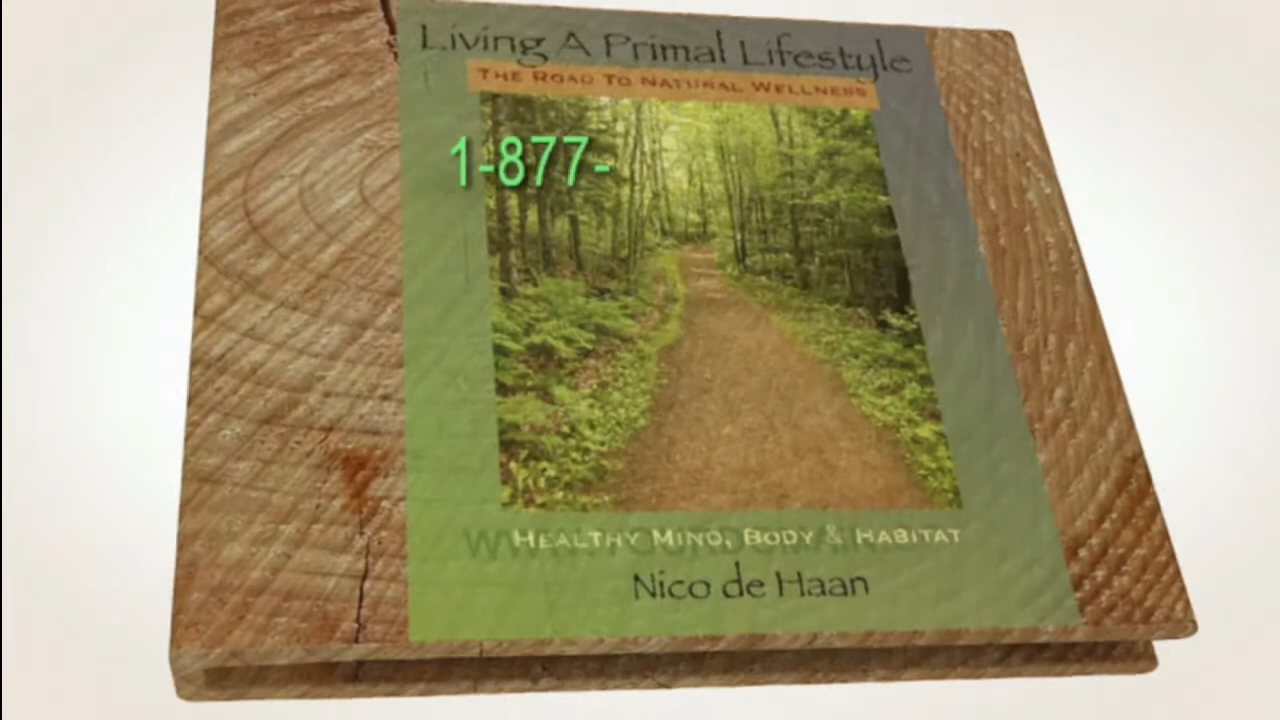 Living A Primal Lifestyle
THE ROAD TO NATURAL WELLNESS
1-877-
HEALTHY MIND, BODY & HABITAT
Nico de Haan